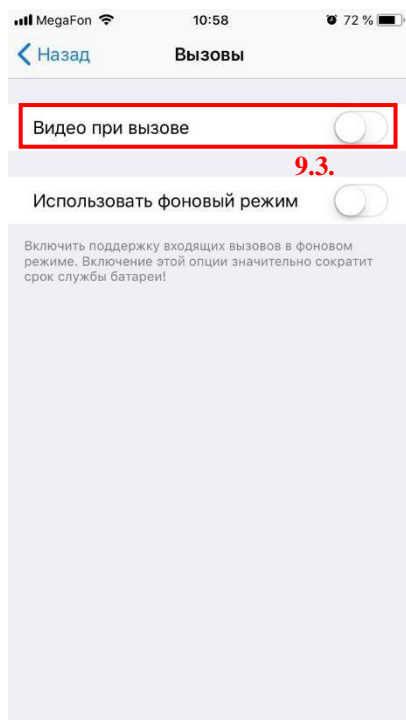 MegaFon 10:58 72 %
Назад Вызовы
Видео при вызове
9.3.
Использовать фоновый режим
Включить поддержку входящих вызовов в фоновом
режиме. Включение этой опции значительно сократит
срок службы батареи!